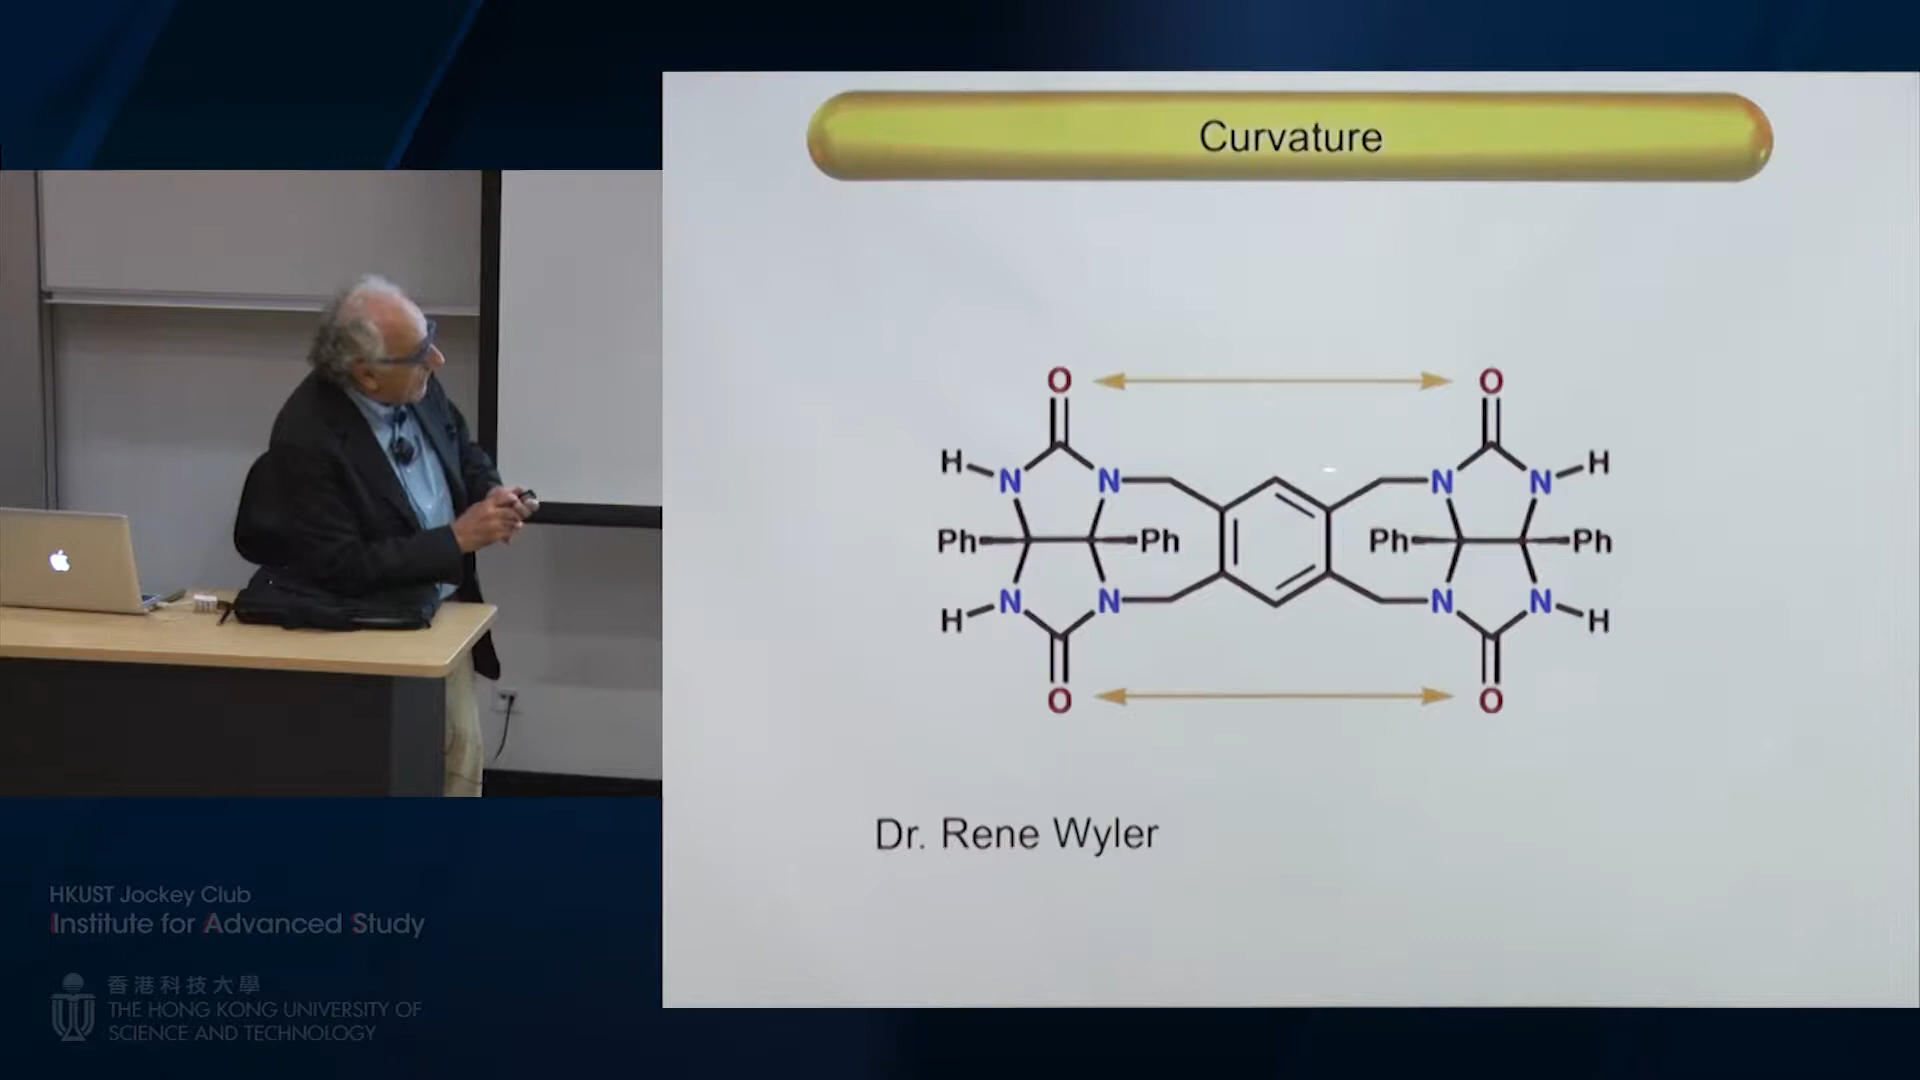 Curvature
O O
H N N N N H
Ph Ph Ph Ph
H N N N N H
O O
Dr. Rene Wyler
HKUST Jockey Club
Institute for Advanced Study
香港科技大學
THE HONG KONG UNIVERSITY OF
SCIENCE AND TECHNOLOGY